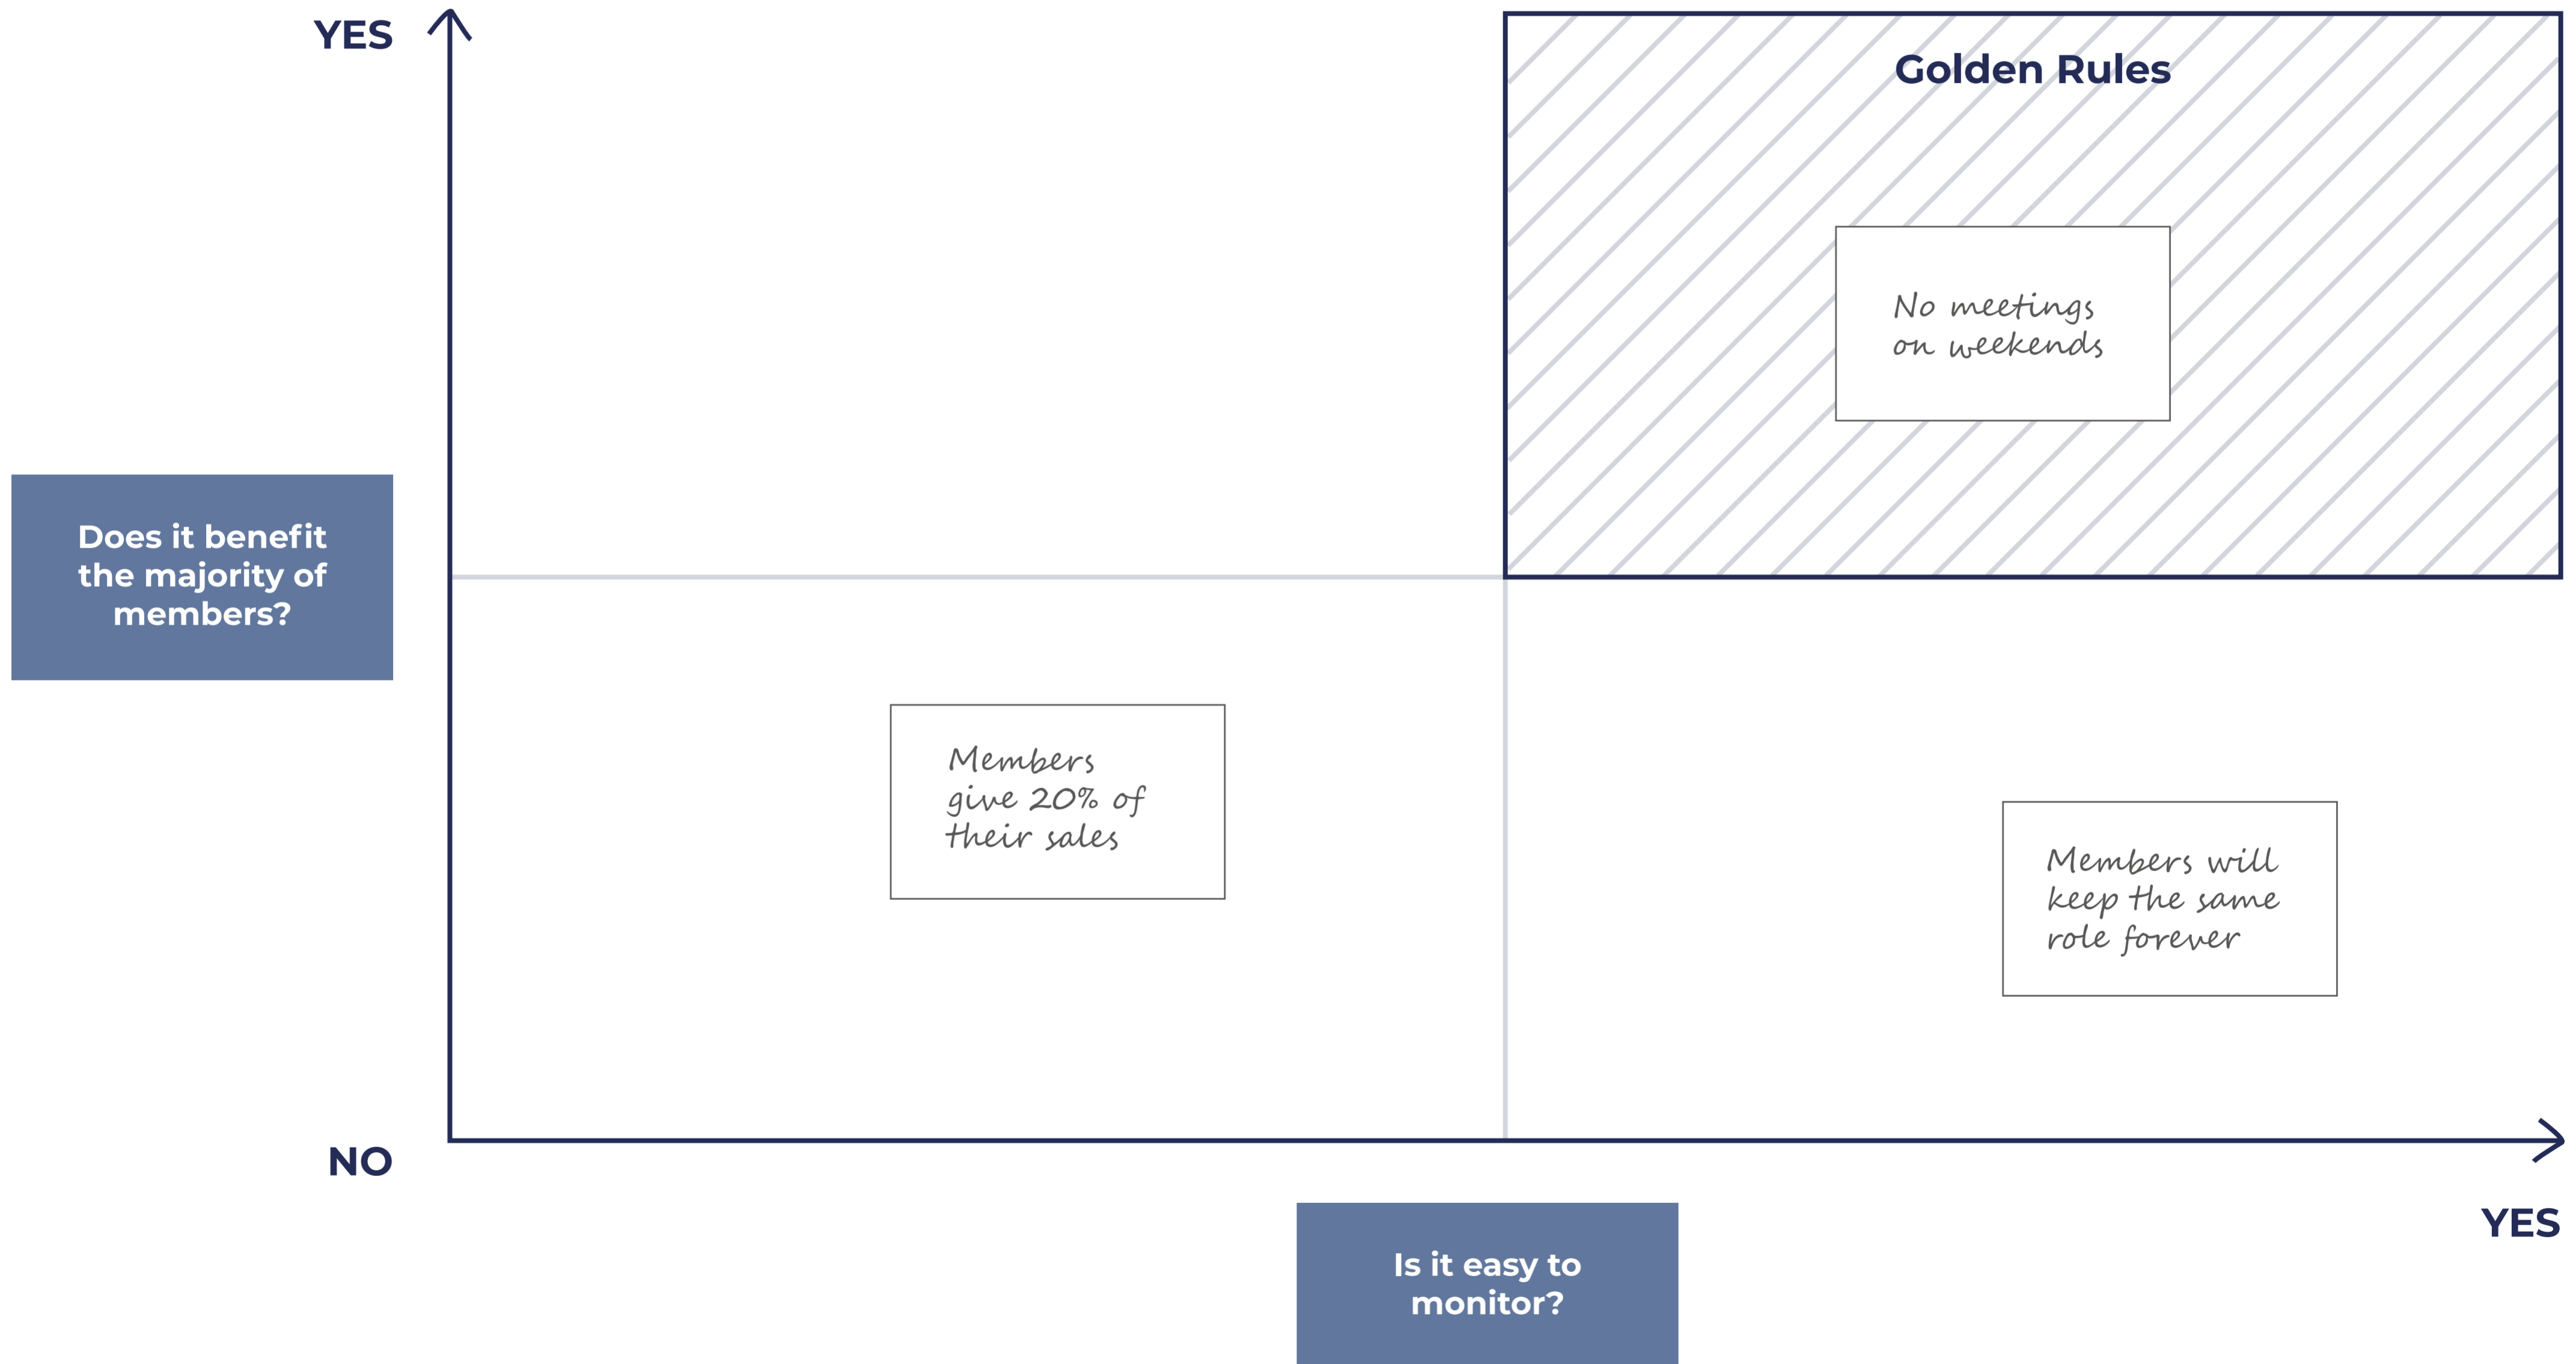 YES
Golden Rules
No meetings
on weekends
Does it benefit
the majority of
members?
Members
give 20% of
their sales
Members will
keep the same
role forever
NO
YES
Is it easy to
monitor?